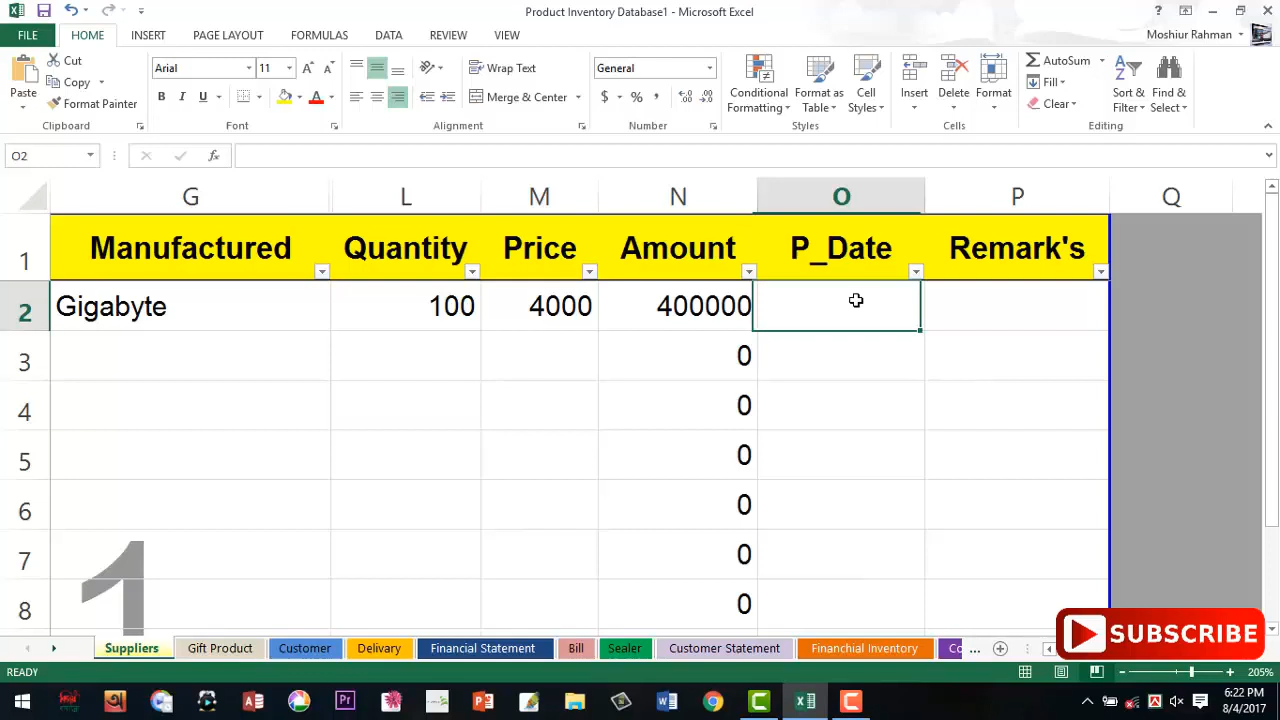 Product Inventory Database1 - Microsoft Excel
FILE HOME INSERT PAGE LAYOUT FORMULAS DATA REVIEW VIEW Moshiur Rahman
Cut
Copy
Format Painter
Paste
Clipboard
Arial 11
B I U
Font
Wrap Text
Merge & Center
Alignment
General
$ % ,
Number
Conditional Formatting
Format as Table
Cell Styles
Styles
Insert Delete Format
Cells
AutoSum
Fill
Clear
Sort & Filter
Find & Select
Editing
O2 fx
G L M N O P Q
1 Manufactured Quantity Price Amount P_Date Remark's
2 Gigabyte 100 4000 400000
3 0
4 0
5 0
6 0
7 0
8 0
1
SUBSCRIBE
Suppliers Gift Product Customer Delivery Financial Statement Bill Sealer Customer Statement Financhial Inventory Co ...
READY 205%
6:22 PM
8/4/2017